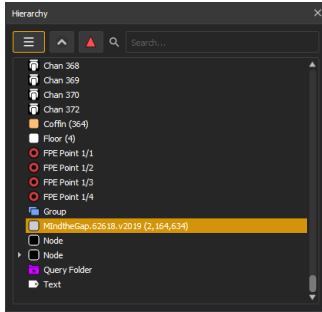 Hierarchy
Search...
Chan 368
Chan 369
Chan 370
Chan 372
Coffin (364)
Floor (4)
FPE Point 1/1
FPE Point 1/2
FPE Point 1/3
FPE Point 1/4
Group
MIndtheGap.62618.v2019 (2,164,634)
Node
Node
Query Folder
Text